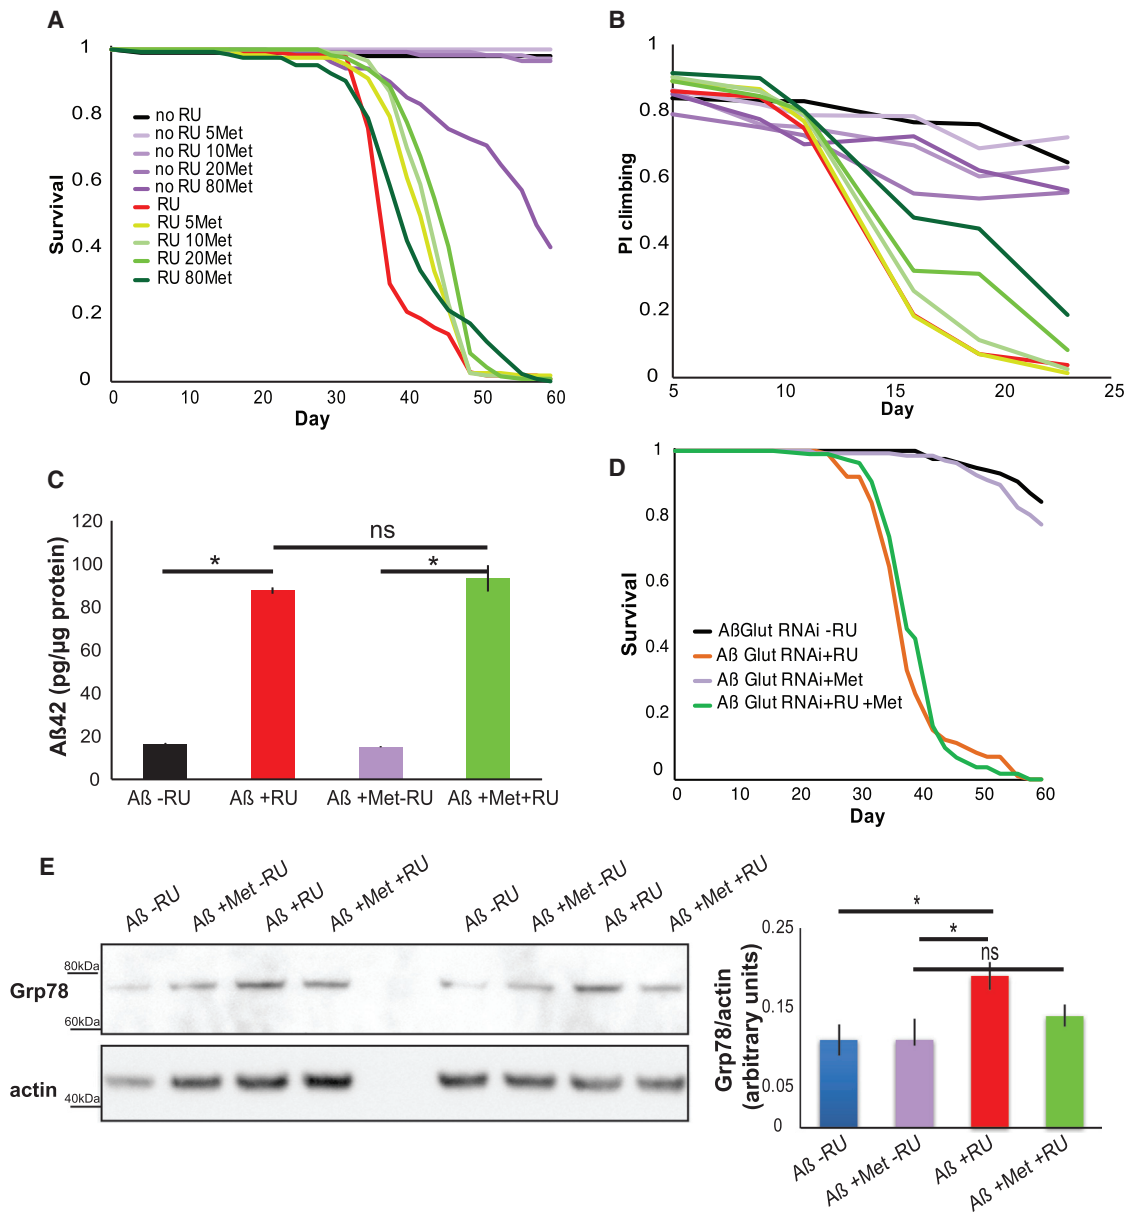 A
1
0.8
0.6
0.4
0.2
0
Survival
no RU
no RU 5Met
no RU 10Met
no RU 20Met
no RU 80Met
RU
RU 5Met
RU 10Met
RU 20Met
RU 80Met
0 10 20 30 40 50 60
Day
B
1
0.8
0.6
0.4
0.2
0
PI climbing
5 10 15 20 25
Day
C
120
100
80
60
40
20
0
Aß42 (pg/µg protein)
* ns *
Aß -RU Aß +RU Aß +Met-RU Aß +Met+RU
D
1
0.8
0.6
0.4
0.2
0
Survival
AßGlut RNAi -RU
Aß Glut RNAi+RU
Aß Glut RNAi+Met
Aß Glut RNAi+RU +Met
0 10 20 30 40 50 60
Day
E
Aß -RU Aß +Met -RU Aß +RU Aß +Met +RU Aß -RU Aß +Met -RU Aß +RU Aß +Met +RU
80kDa
Grp78
60kDa
actin
40kDa
0.25
0.15
0.05
0
Grp78/actin
(arbitrary units)
*
*
ns
Aß -RU Aß +Met -RU Aß +RU Aß +Met +RU